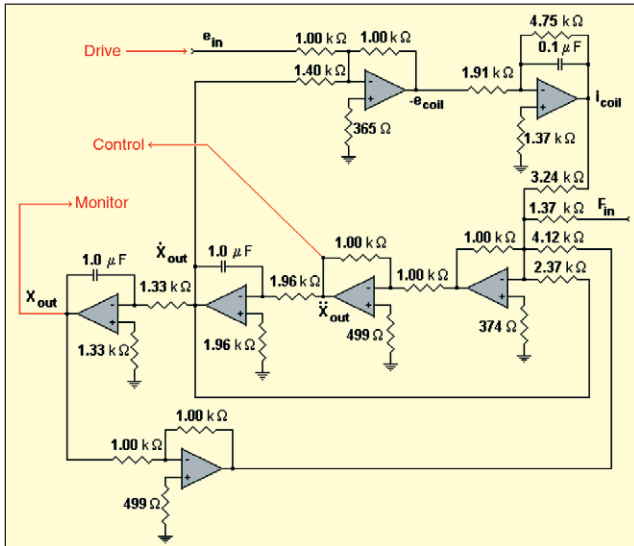 Drive
e_in
1.00 kΩ
1.00 kΩ
1.40 kΩ
365 Ω
-e_coil
1.91 kΩ
4.75 kΩ
0.1 μF
i_coil
1.37 kΩ
Control
Monitor
3.24 kΩ
1.37 kΩ
F_in
4.12 kΩ
2.37 kΩ
1.00 kΩ
374 Ω
1.00 kΩ
1.00 kΩ
Ẍ_out
499 Ω
1.96 kΩ
1.0 μF
Ẋ_out
1.96 kΩ
1.33 kΩ
1.0 μF
X_out
1.33 kΩ
1.00 kΩ
1.00 kΩ
499 Ω